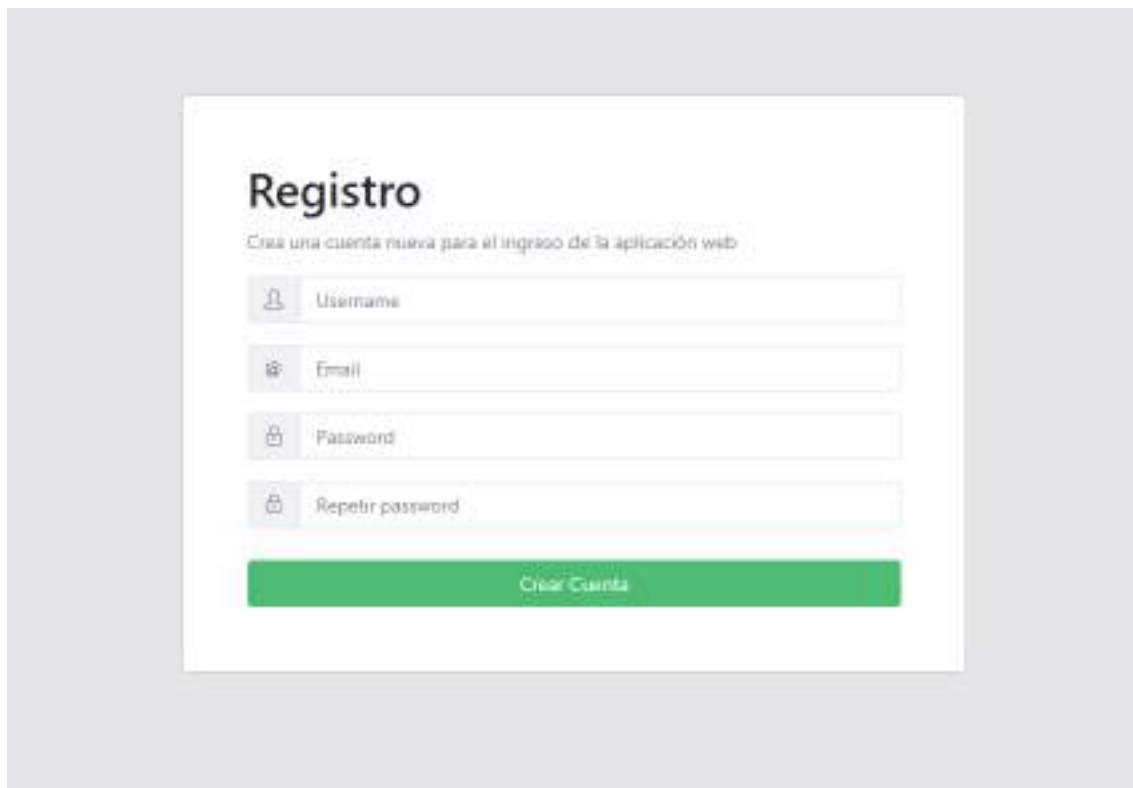 Registro
Crea una cuenta nueva para el ingreso de la aplicación web
Username
Email
Password
Repetir password
Crear Cuenta